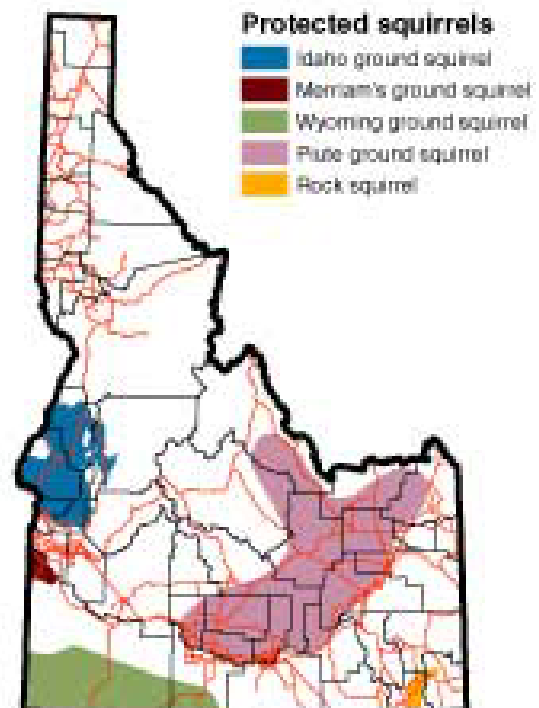 Protected squirrels
Idaho ground squirrel
Merriam's ground squirrel
Wyoming ground squirrel
Piute ground squirrel
Rock squirrel